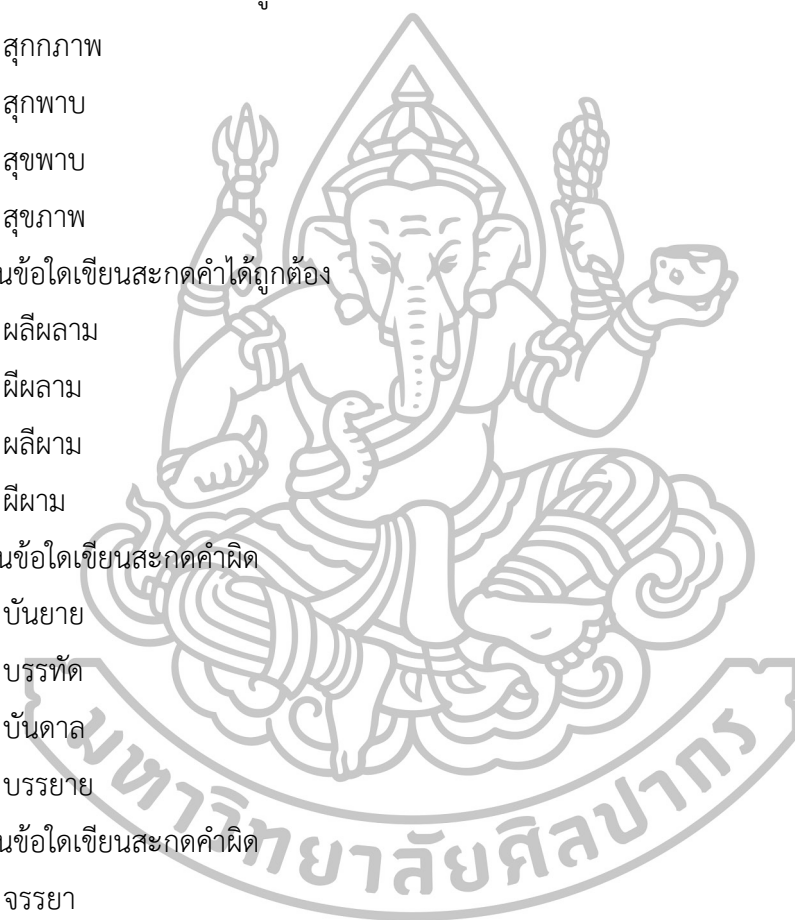 สุกกภาพ
สุกพาบ
สุขพาบ
สุขภาพ
นข้อใดเขียนสะกดคำได้ถูกต้อง
ผลีผลาม
ผีผลาม
ผลีผาม
ผีผาม
นข้อใดเขียนสะกดคำผิด
บันยาย
บรรทัด
บันดาล
บรรยาย
นข้อใดเขียนสะกดคำผิด
จรรยา
มหาวิทยาลัยศิลปากร